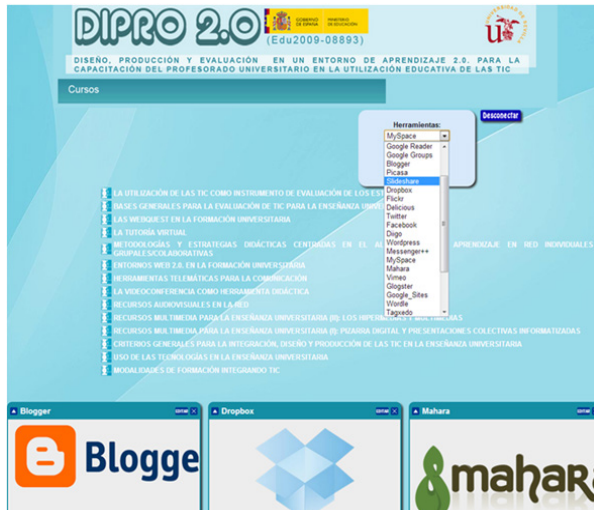 DIPRO 2.0
GOBIERNO DE ESPAÑA
MINISTERIO DE EDUCACIÓN
(Edu2009-08893)
DISEÑO, PRODUCCIÓN Y EVALUACIÓN EN UN ENTORNO DE APRENDIZAJE 2.0. PARA LA
CAPACITACIÓN DEL PROFESORADO UNIVERSITARIO EN LA UTILIZACIÓN EDUCATIVA DE LAS TIC
Cursos
Desconectar
Herramientas:
MySpace
Google Reader
Google Groups
Blogger
Picasa
Slideshare
Dropbox
Flickr
Delicious
Twitter
Facebook
Diigo
Wordpress
Messenger++
MySpace
Mahara
Vimeo
Glogster
Google_Sites
Wordle
Tagxedo
LA UTILIZACIÓN DE LAS TIC COMO INSTRUMENTO DE EVALUACIÓN DE LOS
BASES GENERALES PARA LA EVALUACIÓN DE TIC PARA LA ENSEÑANZA
LAS WEBQUEST EN LA FORMACIÓN UNIVERSITARIA
LA TUTORÍA VIRTUAL
METODOLOGÍAS Y ESTRATEGIAS DIDÁCTICAS CENTRADAS EN EL APRENDIZAJE EN RED INDIVIDUALES
GRUPALES/COLABORATIVAS
ENTORNOS WEB 2.0. EN LA FORMACIÓN UNIVERSITARIA
HERRAMIENTAS TELEMÁTICAS PARA LA COMUNICACIÓN
LA VIDEOCONFERENCIA COMO HERRAMIENTA DIDÁCTICA
RECURSOS AUDIOVISUALES EN LA RED
RECURSOS MULTIMEDIA PARA LA ENSEÑANZA UNIVERSITARIA (II): LOS
RECURSOS MULTIMEDIA PARA LA ENSEÑANZA UNIVERSITARIA (I): PIZARRA DIGITAL Y PRESENTACIONES COLECTIVAS INFORMATIZADAS
CRITERIOS GENERALES PARA LA INTEGRACIÓN, DISEÑO Y PRODUCCIÓN DE LAS TIC EN LA ENSEÑANZA UNIVERSITARIA
USO DE LAS TECNOLOGÍAS EN LA ENSEÑANZA UNIVERSITARIA
MODALIDADES DE FORMACIÓN INTEGRANDO TIC
Blogger
Dropbox
Mahara
Blogge
mahara